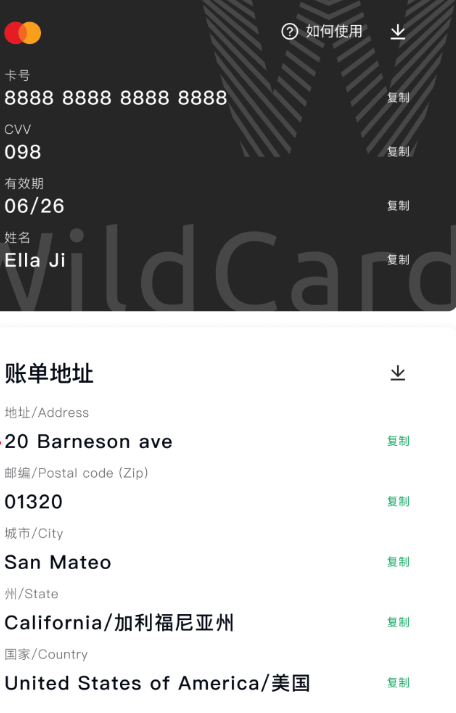 如何使用
卡号
8888 8888 8888 8888
复制
CVV
098
复制
有效期
06/26
复制
姓名
Ella Ji
复制
WildCard
账单地址
地址/Address
20 Barneson ave
复制
邮编/Postal code (Zip)
01320
复制
城市/City
San Mateo
复制
州/State
California/加利福尼亚州
复制
国家/Country
United States of America/美国
复制